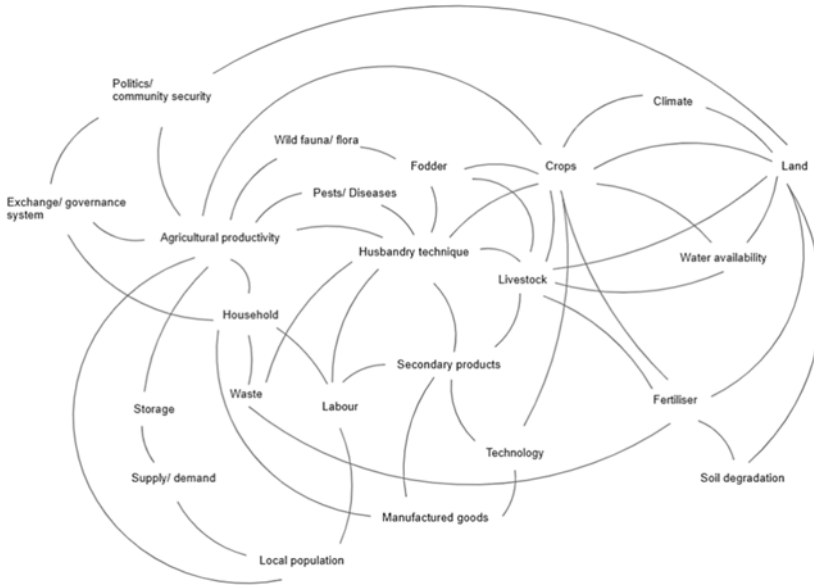 Politics/
community security
Climate
Wild fauna/ flora
Fodder
Crops
Land
Pests/ Diseases
Exchange/ governance
system
Agricultural productivity
Husbandry technique
Livestock
Water availability
Household
Secondary products
Waste
Labour
Fertiliser
Storage
Technology
Supply/ demand
Soil degradation
Manufactured goods
Local population